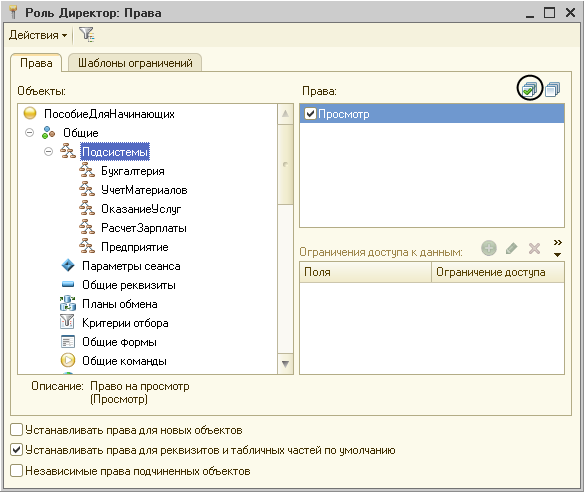 Роль Директор: Права
Действия
Права
Шаблоны ограничений
Объекты:
Права:
ПособиеДляНачинающих
Общие
Подсистемы
Бухгалтерия
УчетМатериалов
ОказаниеУслуг
РасчетЗарплаты
Предприятие
Параметры сеанса
Общие реквизиты
Планы обмена
Критерии отбора
Общие формы
Общие команды
Просмотр
Ограничения доступа к данным:
Поля
Ограничение доступа
Описание: Право на просмотр
(Просмотр)
Устанавливать права для новых объектов
Устанавливать права для реквизитов и табличных частей по умолчанию
Независимые права подчиненных объектов